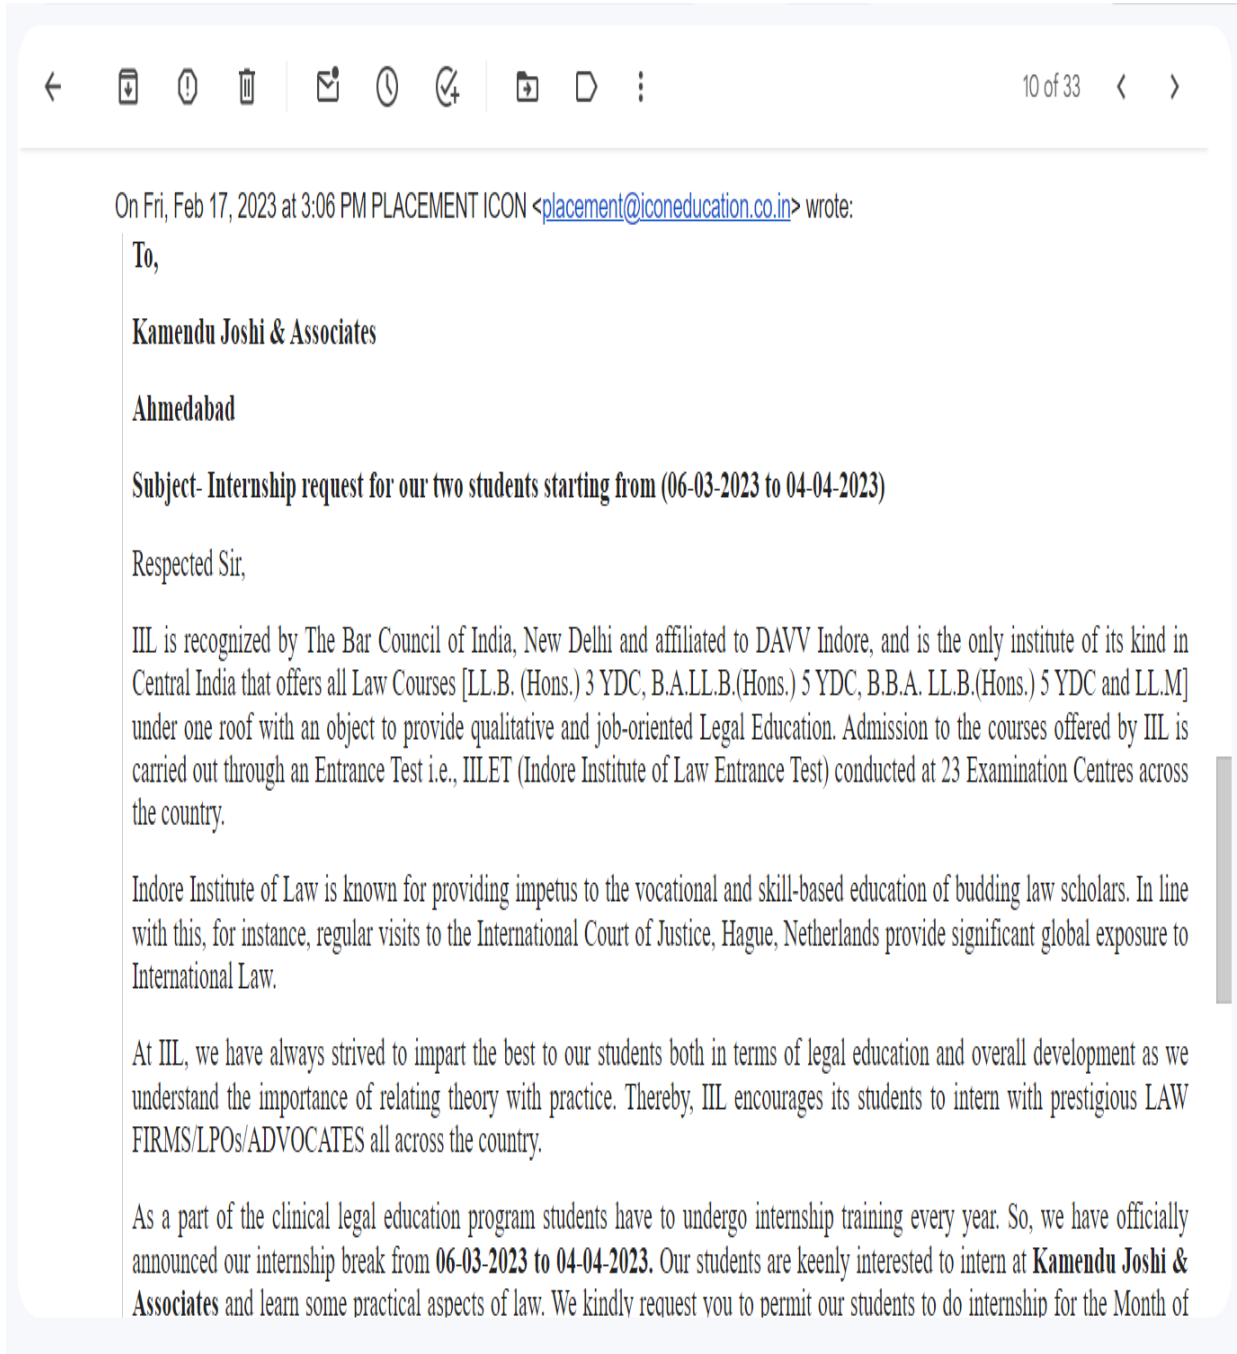 10 of 33
On Fri, Feb 17, 2023 at 3:06 PM PLACEMENT ICON <placement@iconeducation.co.in> wrote:
To,
Kamendu Joshi & Associates
Ahmedabad
Subject- Internship request for our two students starting from (06-03-2023 to 04-04-2023)
Respected Sir,
IIL is recognized by The Bar Council of India, New Delhi and affiliated to DAVV Indore, and is the only institute of its kind in
Central India that offers all Law Courses [LL.B. (Hons.) 3 YDC, B.A.LL.B.(Hons.) 5 YDC, B.B.A. LL.B.(Hons.) 5 YDC and LL.M]
under one roof with an object to provide qualitative and job-oriented Legal Education. Admission to the courses offered by IIL is
carried out through an Entrance Test i.e., IILET (Indore Institute of Law Entrance Test) conducted at 23 Examination Centres across
the country.
Indore Institute of Law is known for providing impetus to the vocational and skill-based education of budding law scholars. In line
with this, for instance, regular visits to the International Court of Justice, Hague, Netherlands provide significant global exposure to
International Law.
At IIL, we have always strived to impart the best to our students both in terms of legal education and overall development as we
understand the importance of relating theory with practice. Thereby, IIL encourages its students to intern with prestigious LAW
FIRMS/LPOs/ADVOCATES all across the country.
As a part of the clinical legal education program students have to undergo internship training every year. So, we have officially
announced our internship break from 06-03-2023 to 04-04-2023. Our students are keenly interested to intern at Kamendu Joshi &
Associates and learn some practical aspects of law. We kindly request you to permit our students to do internship for the Month of